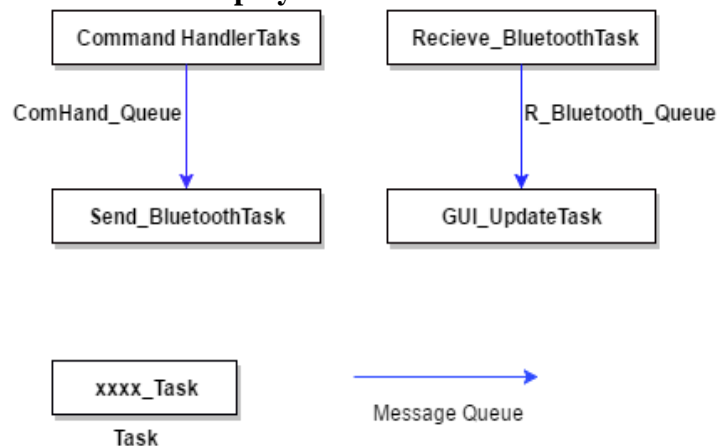 Command HandlerTaks
Recieve_BluetoothTask
ComHand_Queue
R_Bluetooth_Queue
Send_BluetoothTask
GUI_UpdateTask
xxxx_Task
Message Queue
Task